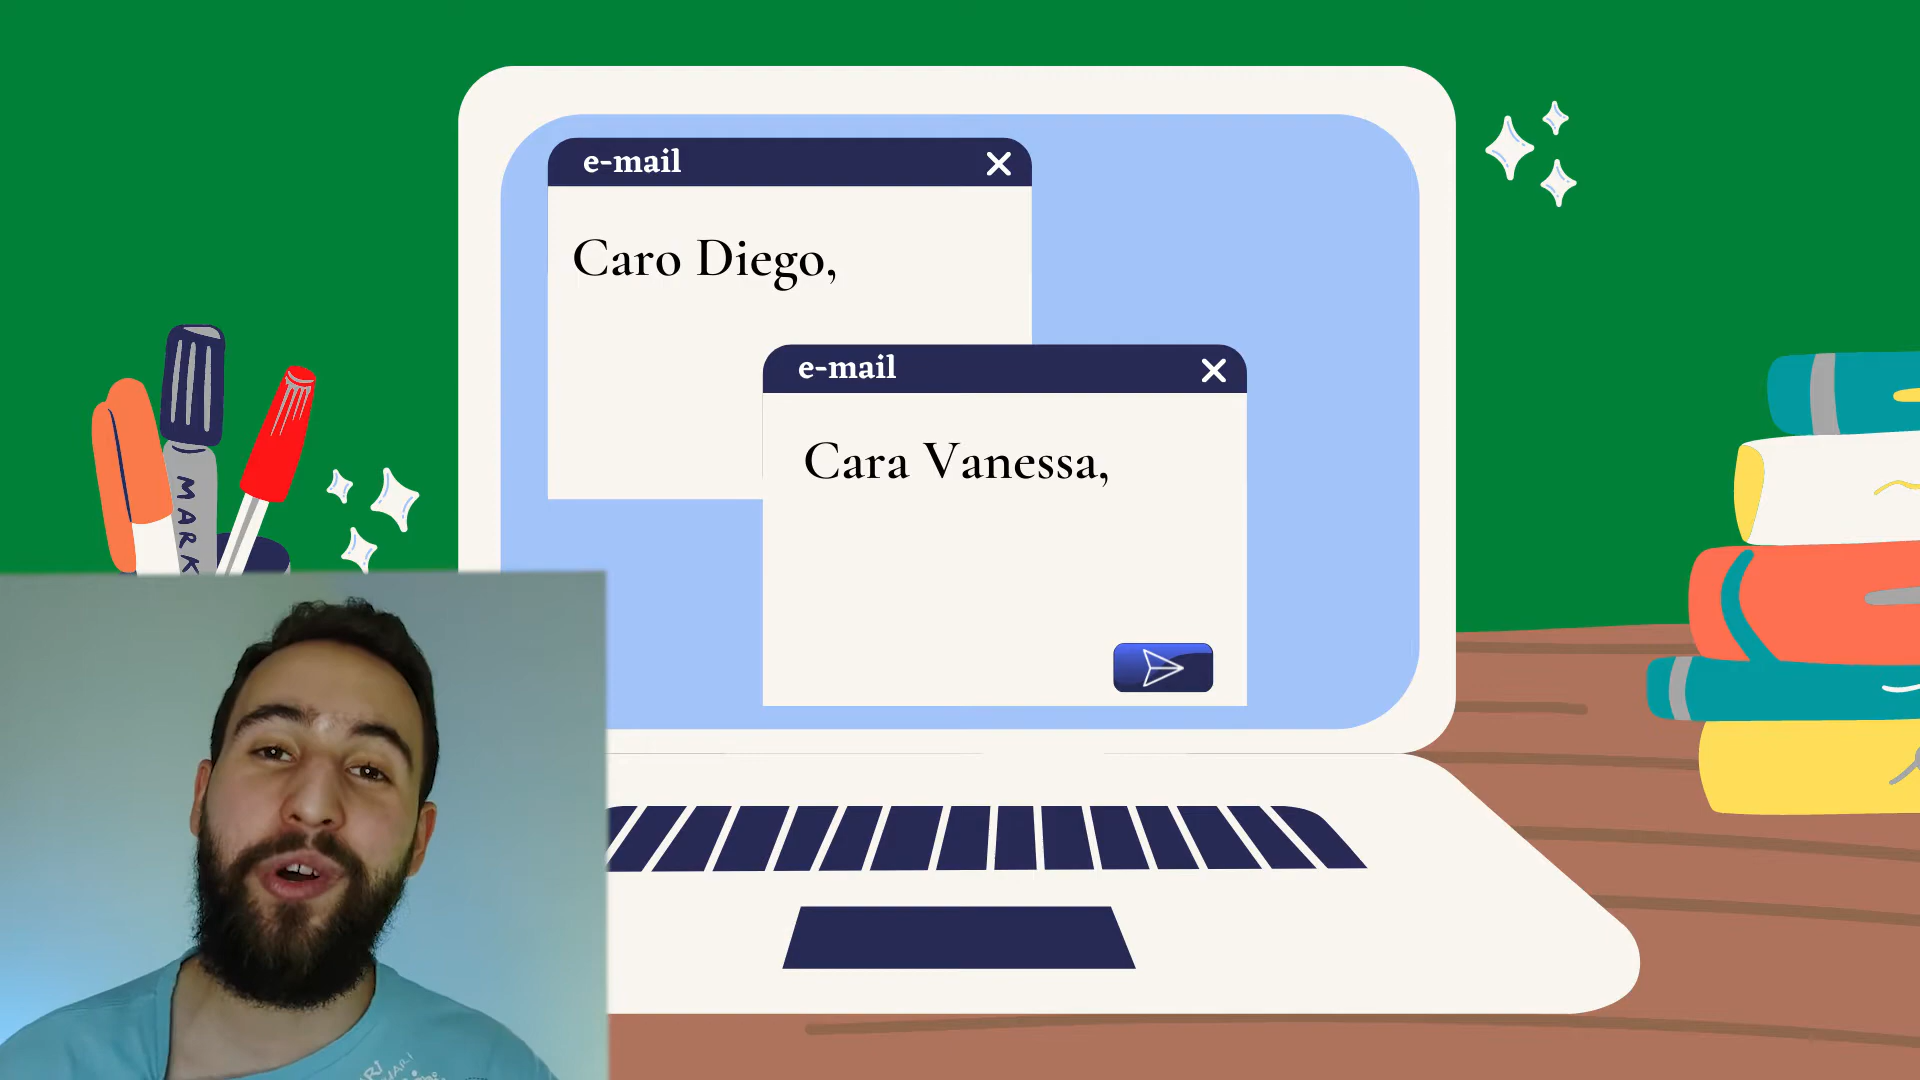 e-mail
Caro Diego,
e-mail
Cara Vanessa,
MARK